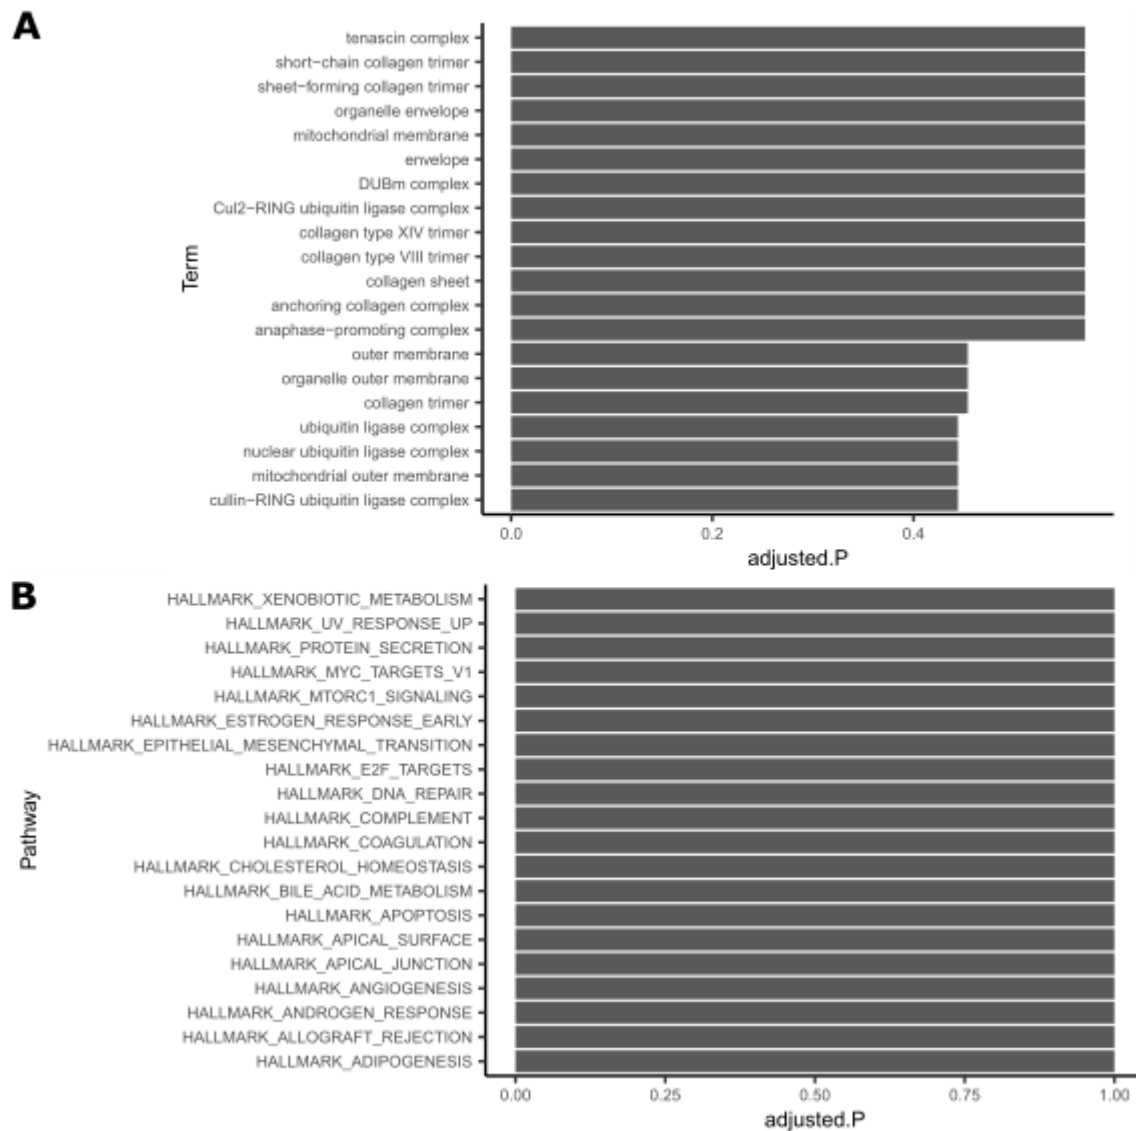 A
tenascin complex
short-chain collagen trimer
sheet-forming collagen trimer
organelle envelope
mitochondrial membrane
envelope
DUBm complex
Cul2-RING ubiquitin ligase complex
collagen type XIV trimer
collagen type VIII trimer
collagen sheet
anchoring collagen complex
anaphase-promoting complex
outer membrane
organelle outer membrane
collagen trimer
ubiquitin ligase complex
nuclear ubiquitin ligase complex
mitochondrial outer membrane
cullin-RING ubiquitin ligase complex
Term
0.0 0.2 0.4
adjusted.P
B
HALLMARK_XENOBIOTIC_METABOLISM
HALLMARK_UV_RESPONSE_UP
HALLMARK_PROTEIN_SECRETION
HALLMARK_MYC_TARGETS_V1
HALLMARK_MTORC1_SIGNALING
HALLMARK_ESTROGEN_RESPONSE_EARLY
HALLMARK_EPITHELIAL_MESENCHYMAL_TRANSITION
HALLMARK_E2F_TARGETS
HALLMARK_DNA_REPAIR
HALLMARK_COMPLEMENT
HALLMARK_COAGULATION
HALLMARK_CHOLESTEROL_HOMEOSTASIS
HALLMARK_BILE_ACID_METABOLISM
HALLMARK_APOPTOSIS
HALLMARK_APICAL_SURFACE
HALLMARK_APICAL_JUNCTION
HALLMARK_ANGIOGENESIS
HALLMARK_ANDROGEN_RESPONSE
HALLMARK_ALLOGRAFT_REJECTION
HALLMARK_ADIPOGENESIS
Pathway
0.00 0.25 0.50 0.75 1.00
adjusted.P